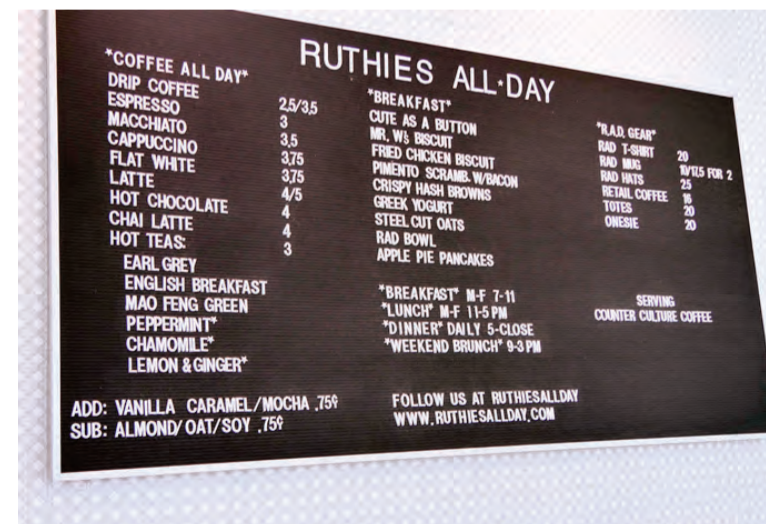 RUTHIES ALL*DAY
*COFFEE ALL DAY*
DRIP COFFEE 2,5/3,5
ESPRESSO 3
MACCHIATO 3,5
CAPPUCCINO 3,75
FLAT WHITE 3,75
LATTE 4/5
HOT CHOCOLATE 4
CHAI LATTE 4
HOT TEAS: 3
EARL GREY
ENGLISH BREAKFAST
MAO FENG GREEN
PEPPERMINT*
CHAMOMILE*
LEMON & GINGER*
ADD: VANILLA CARAMEL/MOCHA .75¢
SUB: ALMOND/OAT/SOY .75¢
*BREAKFAST*
CUTE AS A BUTTON
MR. W's BISCUIT
FRIED CHICKEN BISCUIT
PIMENTO SCRAMB. W/BACON
CRISPY HASH BROWNS
GREEK YOGURT
STEEL CUT OATS
RAD BOWL
APPLE PIE PANCAKES
*BREAKFAST* M-F 7-11
*LUNCH* M-F 11-5 PM
*DINNER* DAILY 5-CLOSE
*WEEKEND BRUNCH* 9-3 PM
FOLLOW US AT RUTHIESALLDAY
WWW.RUTHIESALLDAY.COM
*R.A.D. GEAR*
RAD T-SHIRT 20
RAD MUG 10/17.5 FOR 2
RAD HATS 25
RETAIL COFFEE 16
TOTES 20
ONESIE 20
SERVING
COUNTER CULTURE COFFEE